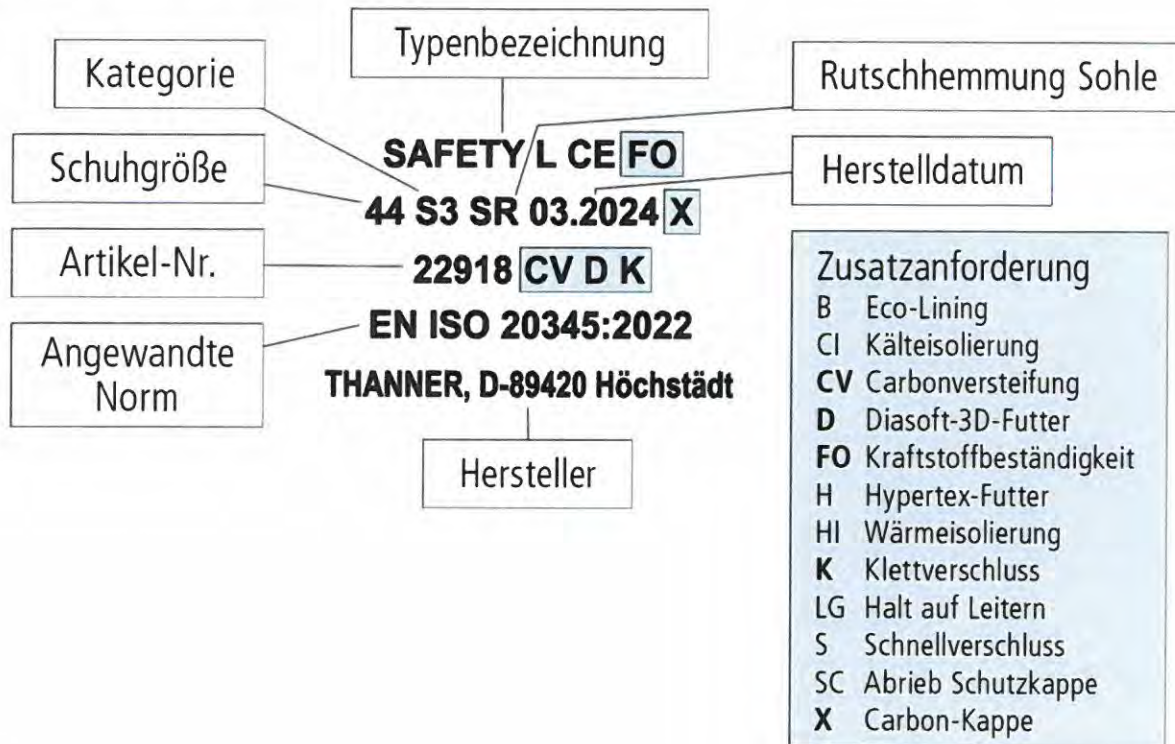 Typenbezeichnung
Kategorie
Rutschhemmung Sohle
SAFETY L CE FO
Schuhgröße
Herstelldatum
44 S3 SR 03.2024 X
Artikel-Nr.
22918 CV D K
EN ISO 20345:2022
Angewandte
Norm
THANNER, D-89420 Höchstädt
Hersteller
Zusatzanforderung
B Eco-Lining
CI Kälteisolierung
CV Carbonversteifung
D Diasoft-3D-Futter
FO Kraftstoffbeständigkeit
H Hypertex-Futter
HI Wärmeisolierung
K Klettverschluss
LG Halt auf Leitern
S Schnellverschluss
SC Abrieb Schutzkappe
X Carbon-Kappe